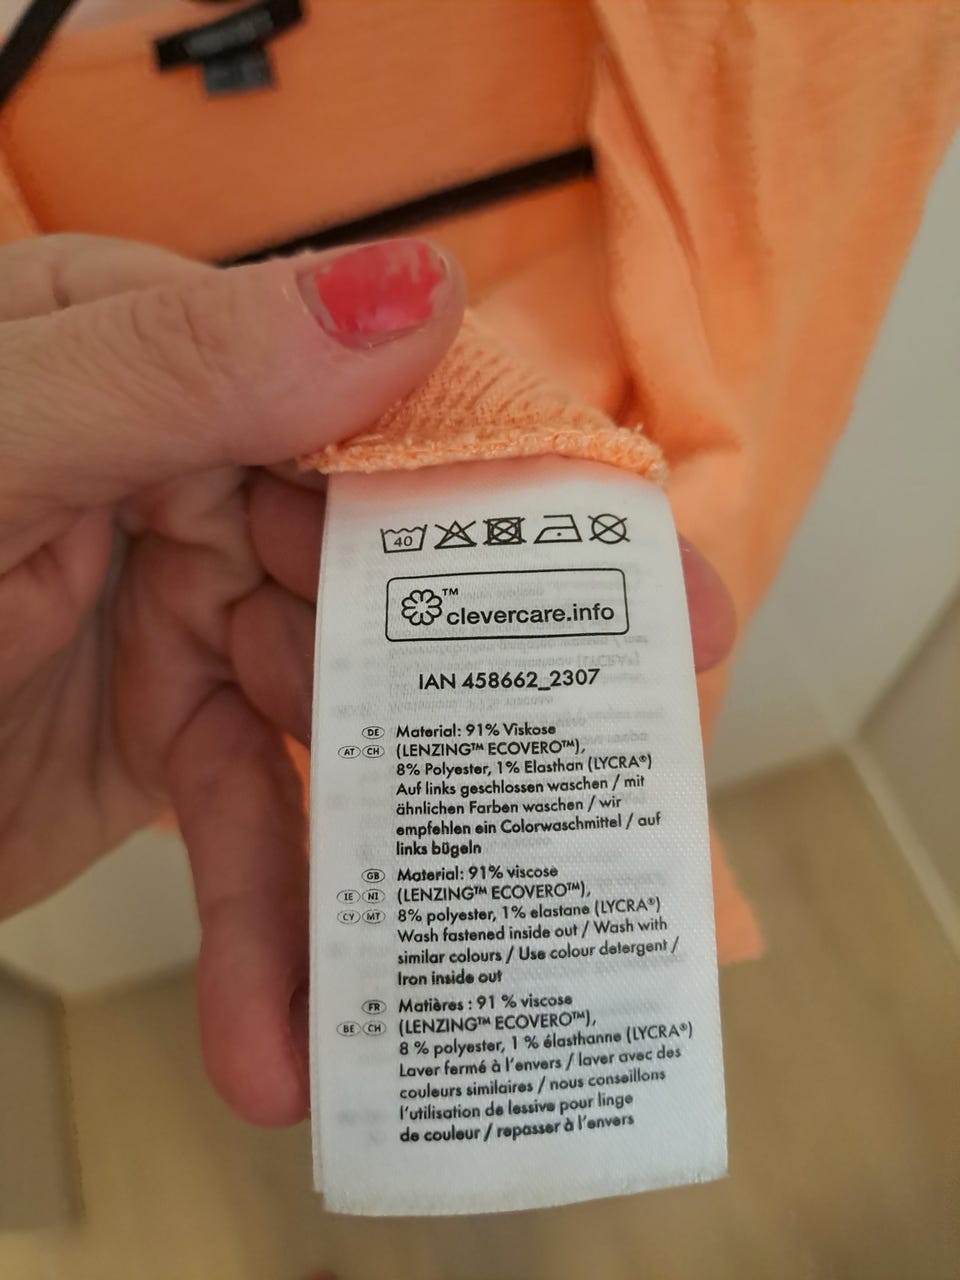 40
™
clevercare.info
IAN 458662_2307
DE Material: 91% Viskose
AT CH (LENZING™ ECOVERO™),
8% Polyester, 1% Elasthan (LYCRA®)
Auf links geschlossen waschen / mit
ähnlichen Farben waschen / wir
empfehlen ein Colorwaschmittel / auf
links bügeln
GB Material: 91% viscose
IE NI (LENZING™ ECOVERO™),
CY MT 8% polyester, 1% elastane (LYCRA®)
Wash fastened inside out / Wash with
similar colours / Use colour detergent /
Iron inside out
FR Matières : 91 % viscose
BE CH (LENZING™ ECOVERO™),
8 % polyester, 1 % élasthanne (LYCRA®)
Laver fermé à l'envers / laver avec des
couleurs similaires / nous conseillons
l'utilisation de lessive pour linge
de couleur / repasser à l'envers